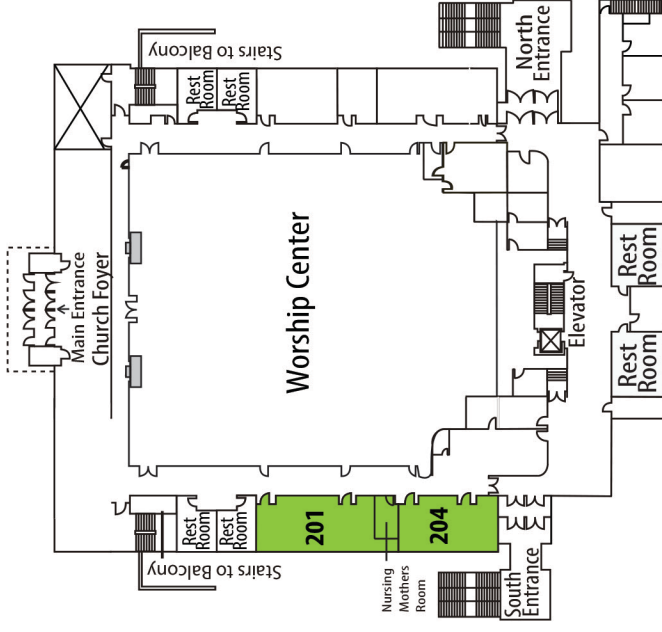 Stairs to Balcony
Rest
Room
Rest
Room
North
Entrance
Main Entrance
Church Foyer
Worship Center
Elevator
Rest
Room
Rest
Room
Rest
Room
Rest
Room
201
204
Nursing
Mothers
Room
Stairs to Balcony
South
Entrance